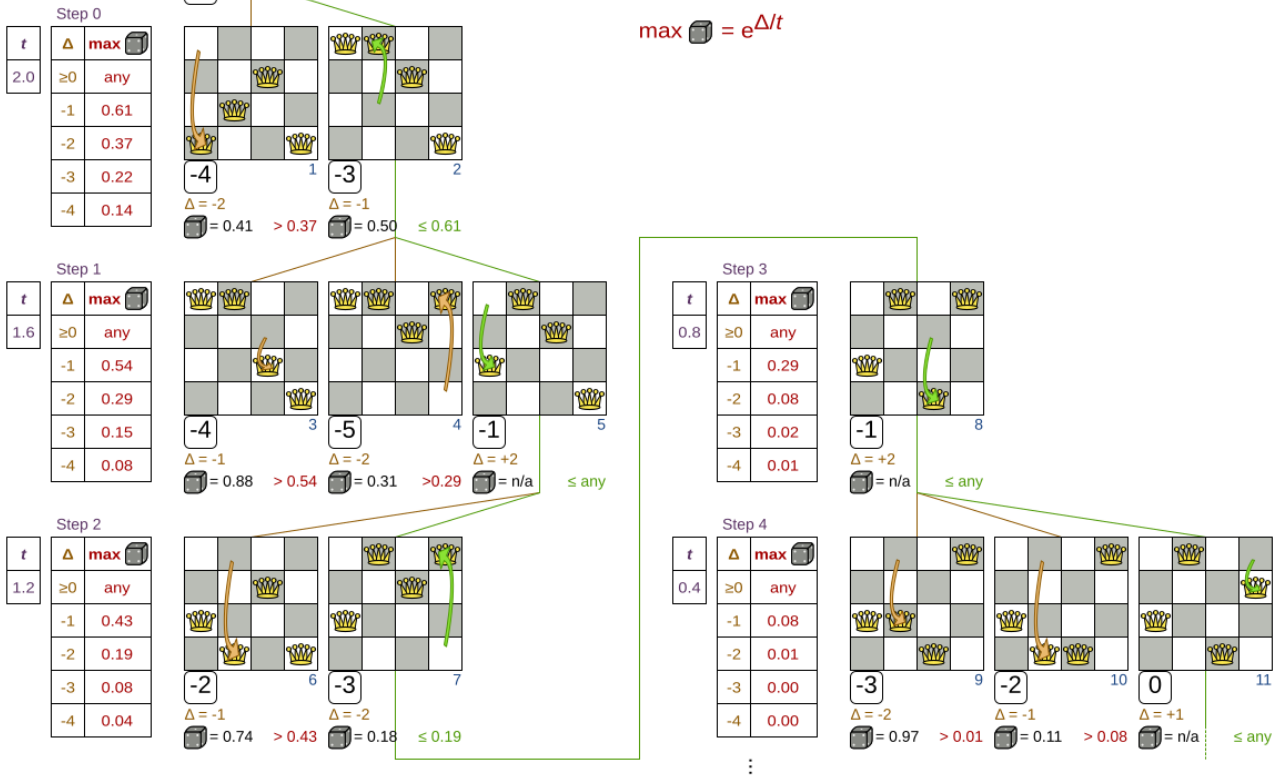 max = e^Δ/t
Step 0
t
2.0
Δ max
≥0 any
-1 0.61
-2 0.37
-3 0.22
-4 0.14
-4 1
Δ = -2
= 0.41 > 0.37
-3 2
Δ = -1
= 0.50 ≤ 0.61
Step 1
t
1.6
Δ max
≥0 any
-1 0.54
-2 0.29
-3 0.15
-4 0.08
-4 3
Δ = -1
= 0.88 > 0.54
-5 4
Δ = -2
= 0.31 >0.29
-1 5
Δ = +2
= n/a ≤ any
Step 2
t
1.2
Δ max
≥0 any
-1 0.43
-2 0.19
-3 0.08
-4 0.04
-2 6
Δ = -1
= 0.74 > 0.43
-3 7
Δ = -2
= 0.18 ≤ 0.19
Step 3
t
0.8
Δ max
≥0 any
-1 0.29
-2 0.08
-3 0.02
-4 0.01
-1 8
Δ = +2
= n/a ≤ any
Step 4
t
0.4
Δ max
≥0 any
-1 0.08
-2 0.01
-3 0.00
-4 0.00
-3 9
Δ = -2
= 0.97 > 0.01
-2 10
Δ = -1
= 0.11 > 0.08
0 11
Δ = +1
= n/a ≤ any
⋮